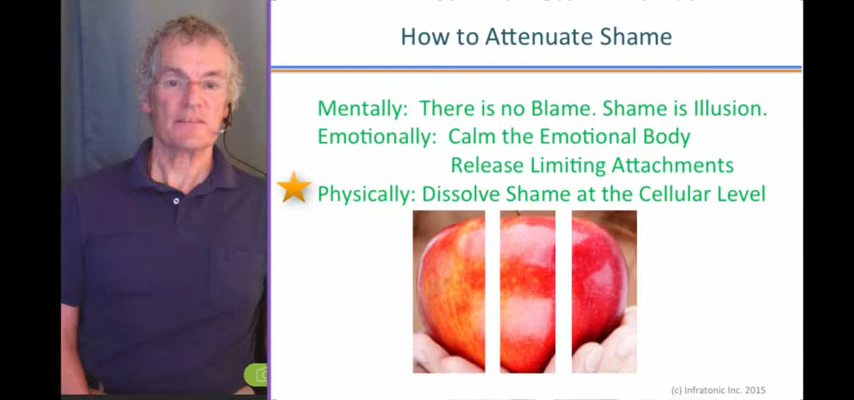 How to Attenuate Shame
Mentally: There is no Blame. Shame is Illusion.
Emotionally: Calm the Emotional Body
Release Limiting Attachments
Physically: Dissolve Shame at the Cellular Level
(c) Infratonic Inc. 2015